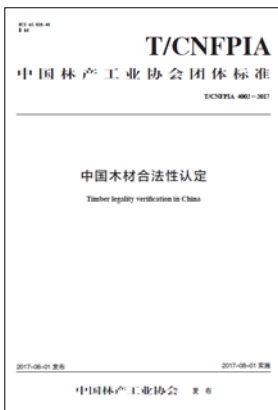 T/CNFPIA
中国林产工业协会团体标准
T/CNFPIA 4002—2017
中国木材合法性认定
Timber legality verification in China
2017-08-01 发布
2017-08-01 实施
中国林产工业协会 发 布